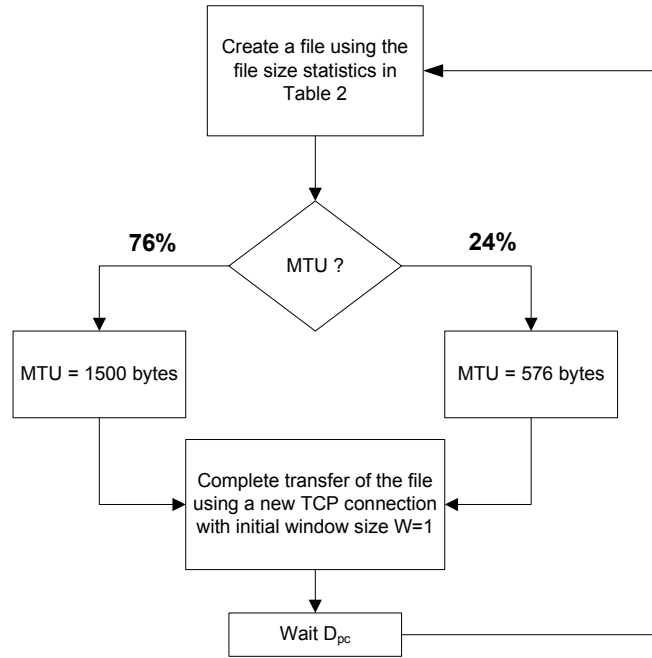 Create a file using the
file size statistics in
Table 2
76%
24%
MTU ?
MTU = 1500 bytes
MTU = 576 bytes
Complete transfer of the file
using a new TCP connection
with initial window size W=1
Wait Dpc